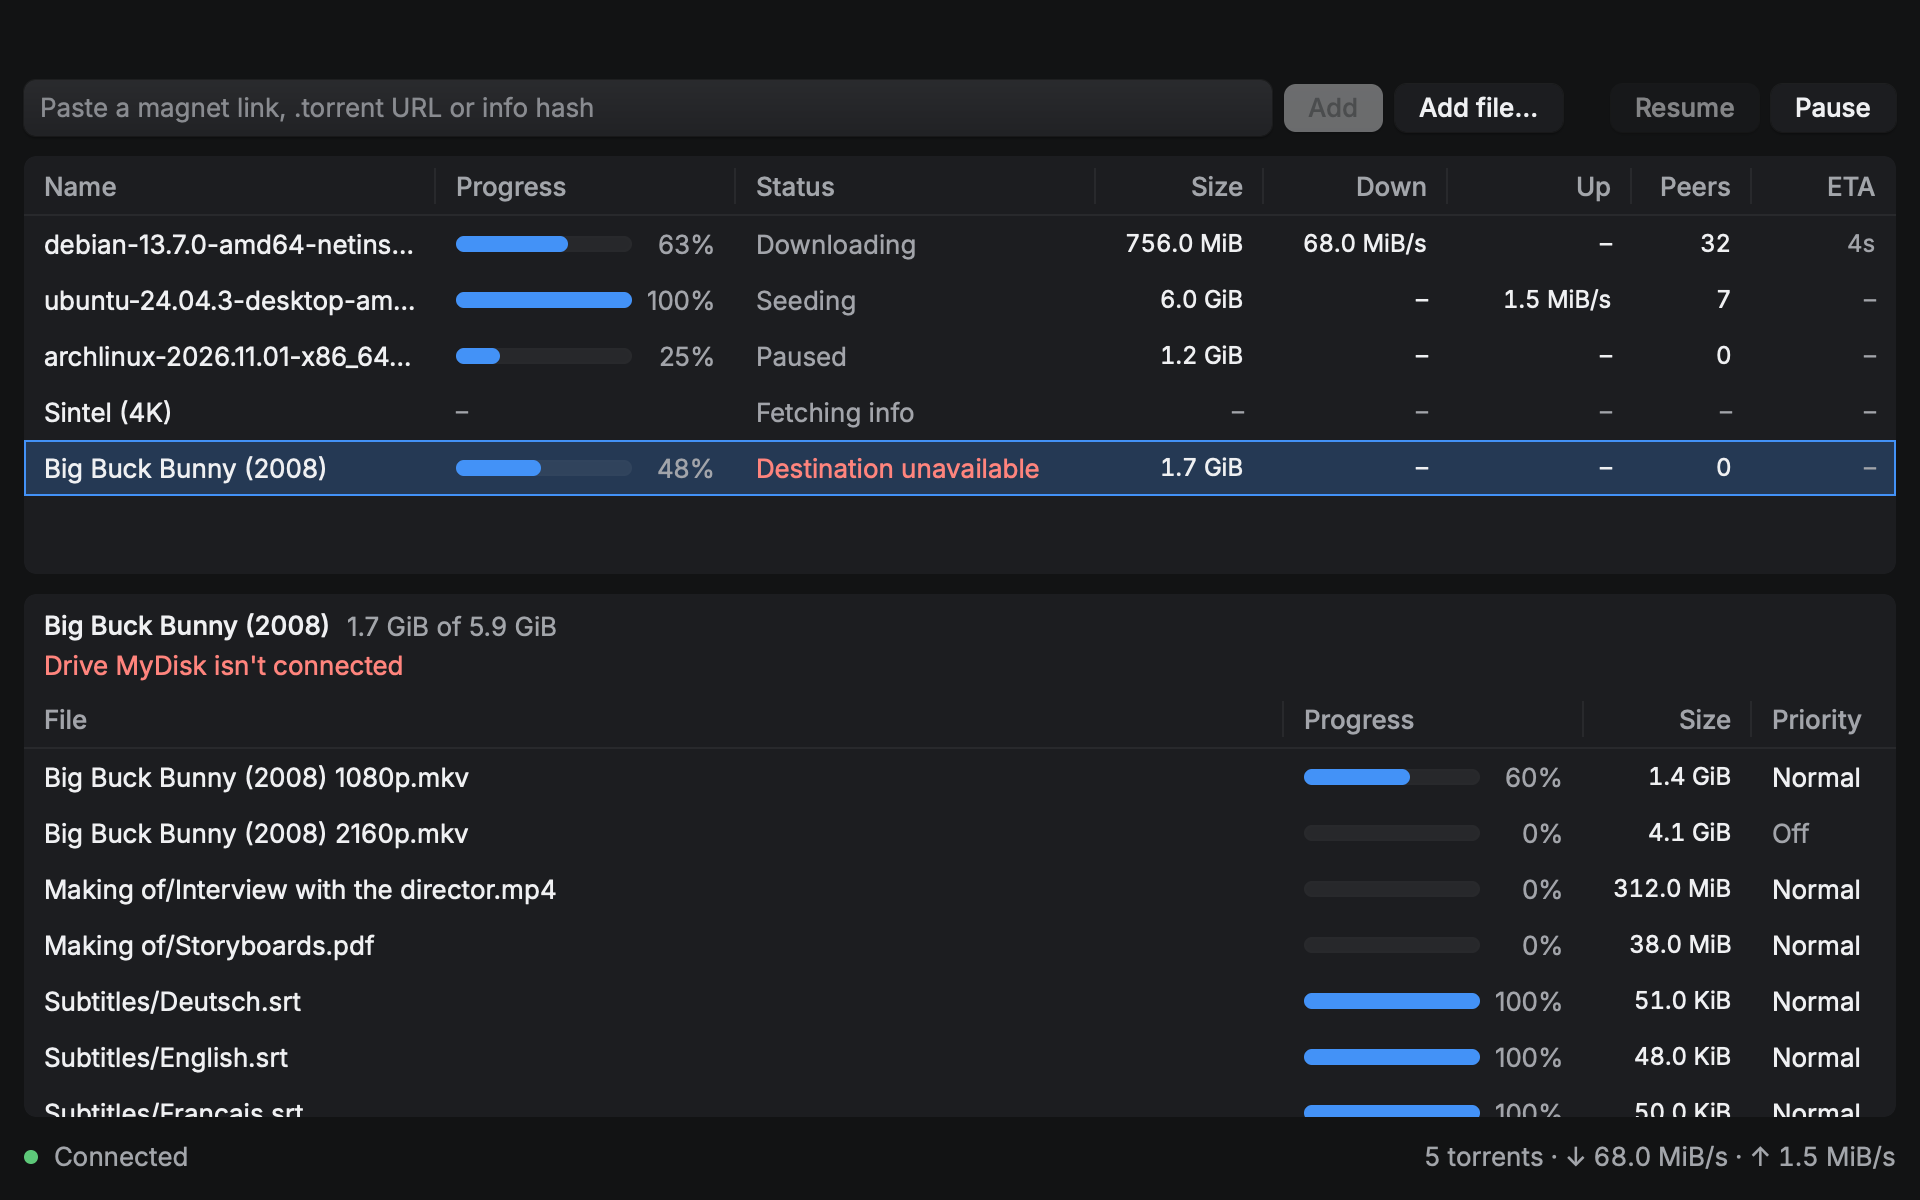 Paste a magnet link, .torrent URL or info hash Add Add file... Resume Pause
Name Progress Status Size Down Up Peers ETA
debian-13.7.0-amd64-netins... 63% Downloading 756.0 MiB 68.0 MiB/s – 32 4s
ubuntu-24.04.3-desktop-am... 100% Seeding 6.0 GiB – 1.5 MiB/s 7 –
archlinux-2026.11.01-x86_64... 25% Paused 1.2 GiB – – 0 –
Sintel (4K) – Fetching info – – – – –
Big Buck Bunny (2008) 48% Destination unavailable 1.7 GiB – – 0 –
Big Buck Bunny (2008) 1.7 GiB of 5.9 GiB
Drive MyDisk isn't connected
File Progress Size Priority
Big Buck Bunny (2008) 1080p.mkv 60% 1.4 GiB Normal
Big Buck Bunny (2008) 2160p.mkv 0% 4.1 GiB Off
Making of/Interview with the director.mp4 0% 312.0 MiB Normal
Making of/Storyboards.pdf 0% 38.0 MiB Normal
Subtitles/Deutsch.srt 100% 51.0 KiB Normal
Subtitles/English.srt 100% 48.0 KiB Normal
Subtitles/Français.srt 100% 50.0 KiB Normal
Connected 5 torrents · ↓ 68.0 MiB/s · ↑ 1.5 MiB/s